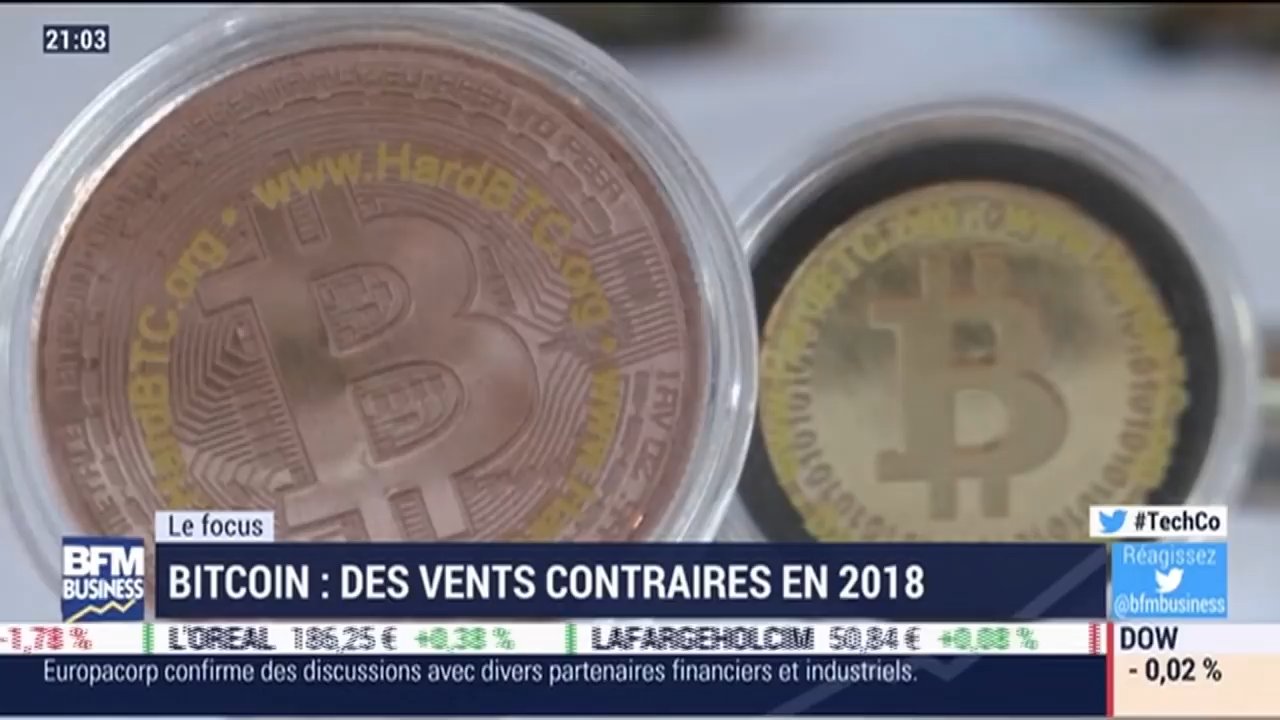 21:03
www.HardBTC.org
HardBTC.org
Le focus
#TechCo
BFM
BUSINESS
BITCOIN : DES VENTS CONTRAIRES EN 2018
Réagissez
@bfmbusiness
-1,78 %
L'ORÉAL 186,25 € +0,38 %
LAFARGEHOLCIM 50,84 € +0,08 %
DOW
- 0,02 %
Europacorp confirme des discussions avec divers partenaires financiers et industriels.